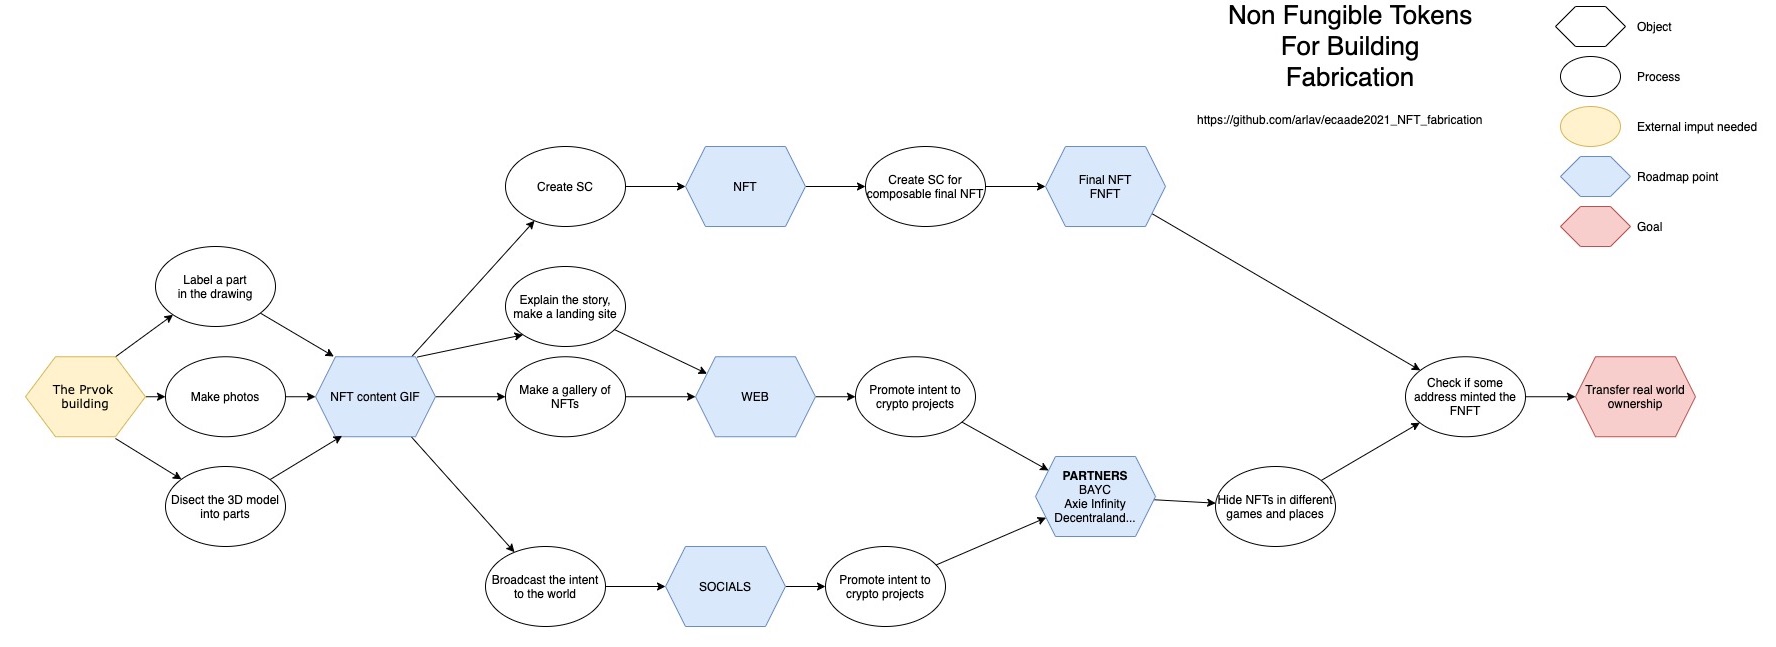 Non Fungible Tokens
For Building
Fabrication
https://github.com/arlav/ecaade2021_NFT_fabrication
Object
Process
External imput needed
Roadmap point
Goal
The Prvok
building
Label a part
in the drawing
Make photos
Disect the 3D model
into parts
NFT content GIF
Create SC
NFT
Create SC for
composable final NFT
Final NFT
FNFT
Explain the story,
make a landing site
Make a gallery of
NFTs
WEB
Promote intent to
crypto projects
Broadcast the intent
to the world
SOCIALS
Promote intent to
crypto projects
PARTNERS
BAYC
Axie Infinity
Decentraland...
Hide NFTs in different
games and places
Check if some
address minted the
FNFT
Transfer real world
ownership